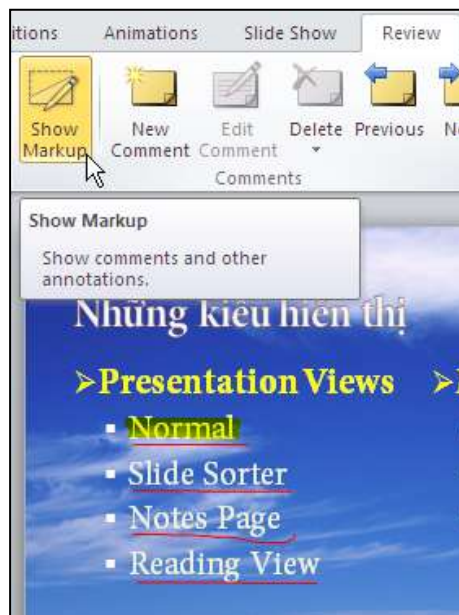 itions Animations Slide Show Review
Show Markup
New Comment
Edit Comment
Delete
Previous
Comments
Show Markup
Show comments and other
annotations.
Những kiểu hiển thị
➢Presentation Views ➢
▪ Normal
▪ Slide Sorter
▪ Notes Page
▪ Reading View